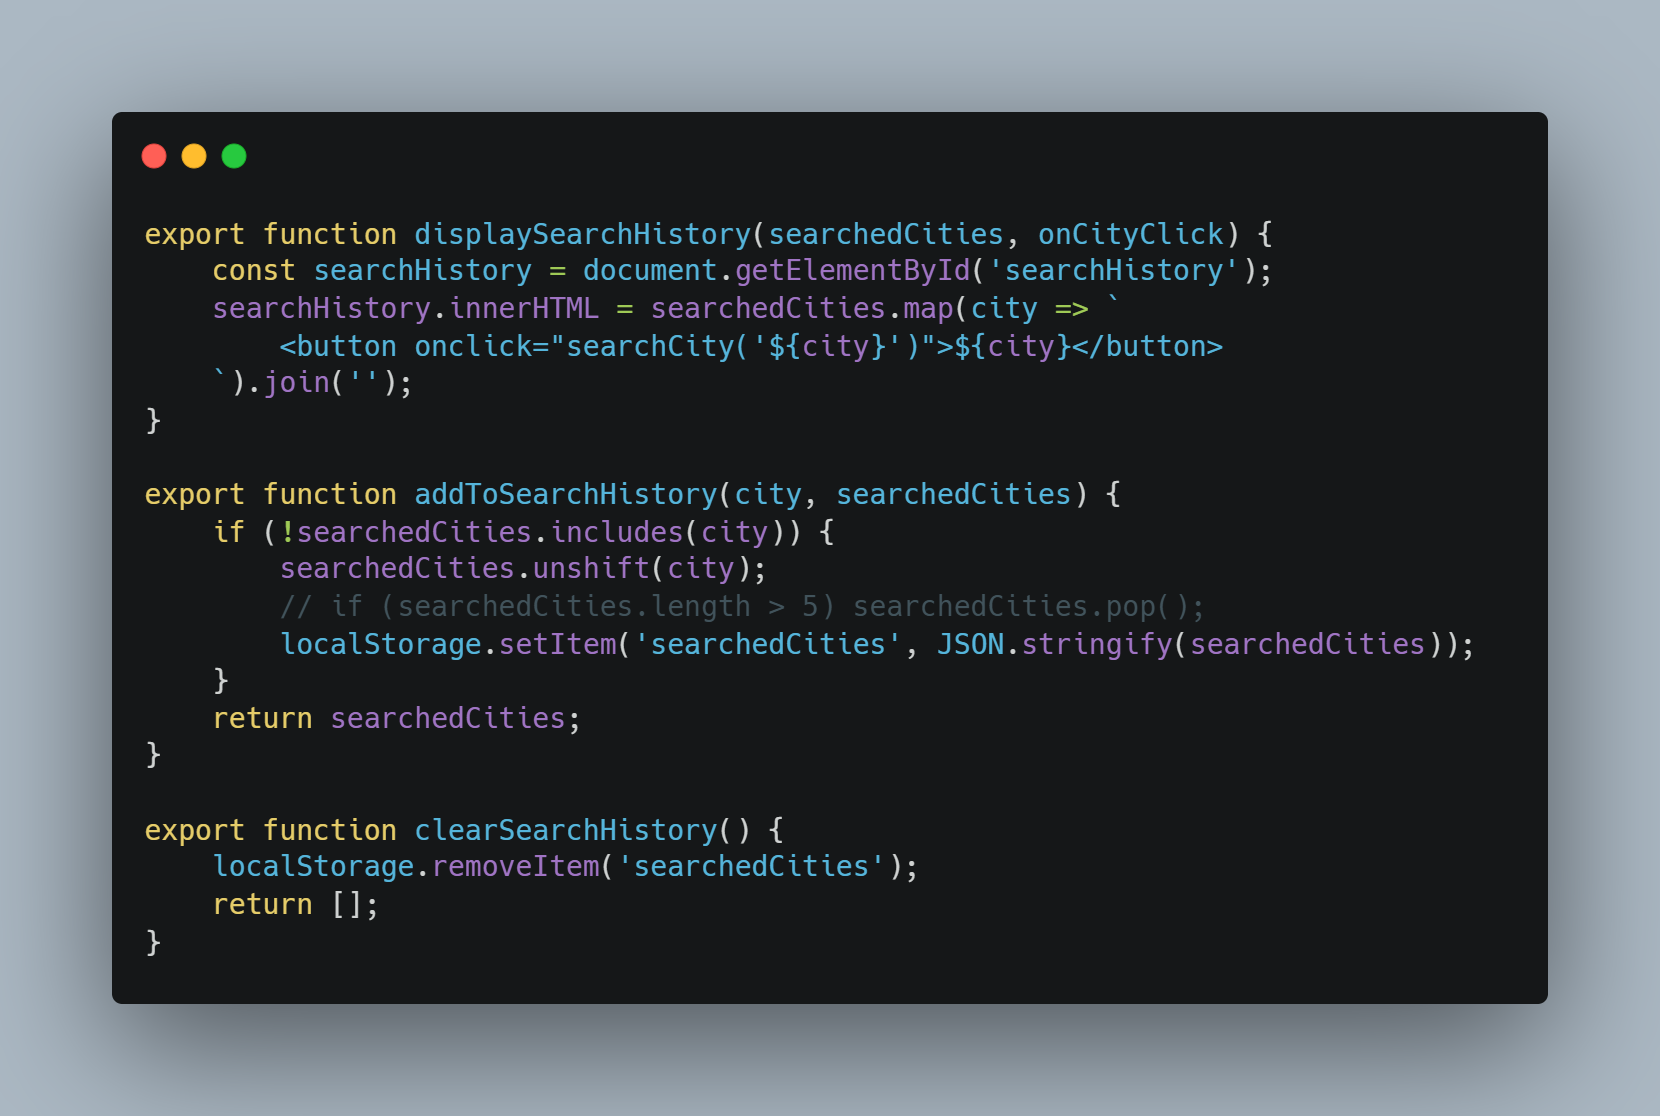 export function displaySearchHistory(searchedCities, onCityClick) {
    const searchHistory = document.getElementById('searchHistory');
    searchHistory.innerHTML = searchedCities.map(city => `
        <button onclick="searchCity('${city}')">${city}</button>
    `).join('');
}

export function addToSearchHistory(city, searchedCities) {
    if (!searchedCities.includes(city)) {
        searchedCities.unshift(city);
        // if (searchedCities.length > 5) searchedCities.pop();
        localStorage.setItem('searchedCities', JSON.stringify(searchedCities));
    }
    return searchedCities;
}

export function clearSearchHistory() {
    localStorage.removeItem('searchedCities');
    return [];
}